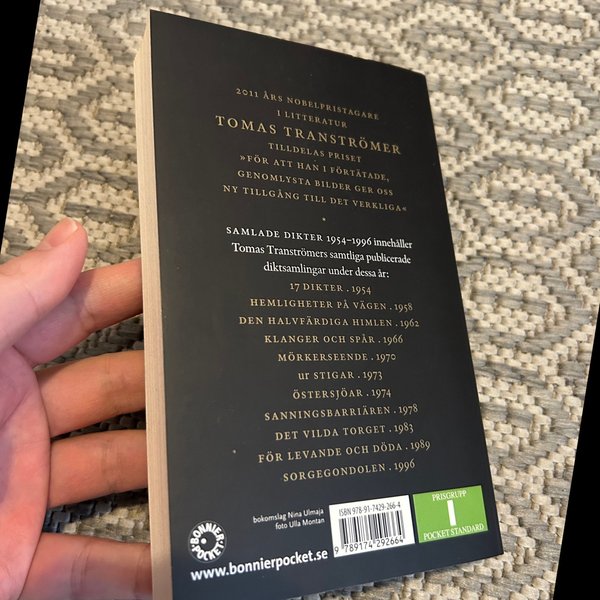 2011 ÅRS NOBELPRISTAGARE
I LITTERATUR
TOMAS TRANSTRÖMER
TILLDELAS PRISET
»FÖR ATT HAN I FÖRTÄTADE,
GENOMLYSTA BILDER GER OSS
NY TILLGÅNG TILL DET VERKLIGA«
*
SAMLADE DIKTER 1954–1996 innehåller
Tomas Tranströmers samtliga publicerade
diktsamlingar under dessa år:
17 DIKTER . 1954
HEMLIGHETER PÅ VÄGEN . 1958
DEN HALVFÄRDIGA HIMLEN . 1962
KLANGER OCH SPÅR . 1966
MÖRKERSEENDE . 1970
ur STIGAR . 1973
ÖSTERSJÖAR . 1974
SANNINGSBARRIÄREN . 1978
DET VILDA TORGET . 1983
FÖR LEVANDE OCH DÖDA . 1989
SORGEGONDOLEN . 1996
bokomslag Nina Ulmaja
foto Ulla Montan
BONNIER POCKET
www.bonnierpocket.se
ISBN 978-91-7429-266-4
9 789174 292664
PRISGRUPP
1
POCKET STANDARD